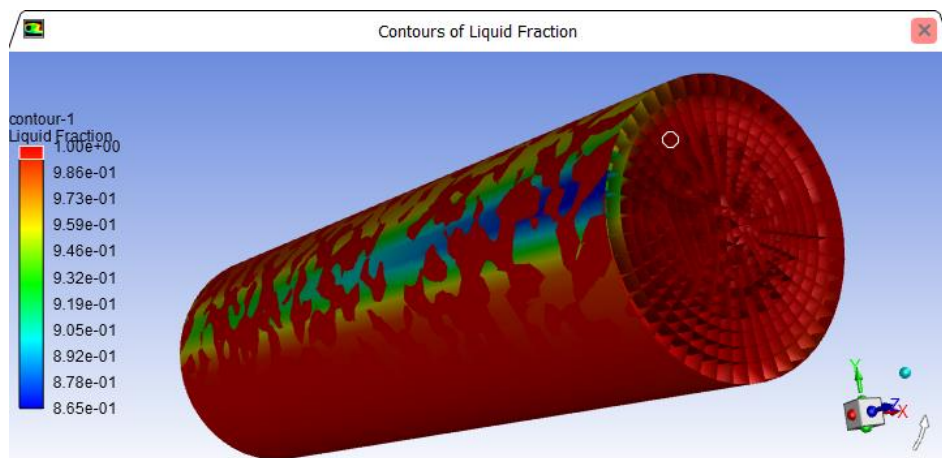 Contours of Liquid Fraction
contour-1
Liquid Fraction
1.00e+00
9.86e-01
9.73e-01
9.59e-01
9.46e-01
9.32e-01
9.19e-01
9.05e-01
8.92e-01
8.78e-01
8.65e-01
Y
Z
X